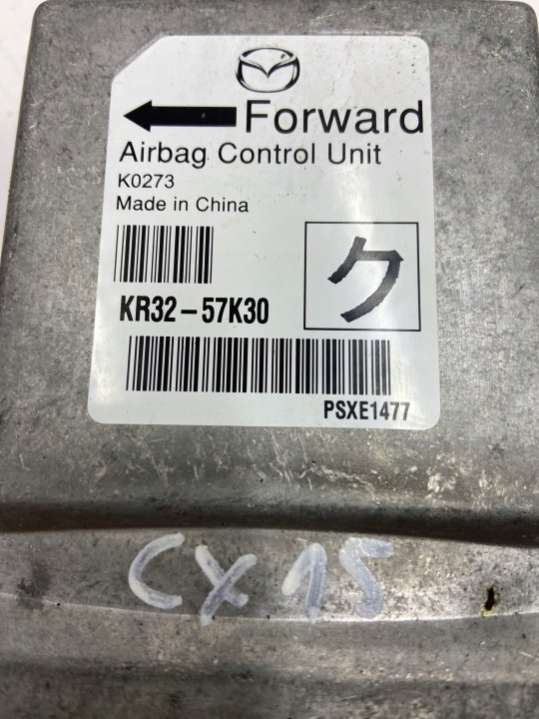 Forward
Airbag Control Unit
K0273
Made in China
KR32-57K30
ク
PSXE1477
CX15